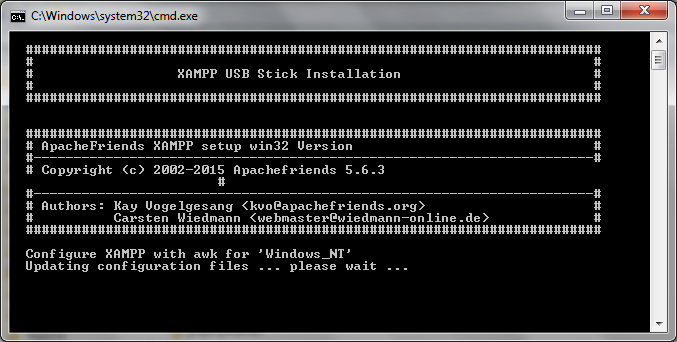 C:\Windows\system32\cmd.exe
########################################################################
#                                                                      #
#                  XAMPP USB Stick Installation                        #
#                                                                      #
########################################################################
########################################################################
# ApacheFriends XAMPP setup win32 Version                              #
#----------------------------------------------------------------------#
# Copyright (c) 2002-2015 Apachefriends 5.6.3
                        #
#----------------------------------------------------------------------#
# Authors: Kay Vogelgesang <kvo@apachefriends.org>                     #
#          Carsten Wiedmann <webmaster@wiedmann-online.de>             #
########################################################################
Configure XAMPP with awk for 'Windows_NT'
Updating configuration files ... please wait ...